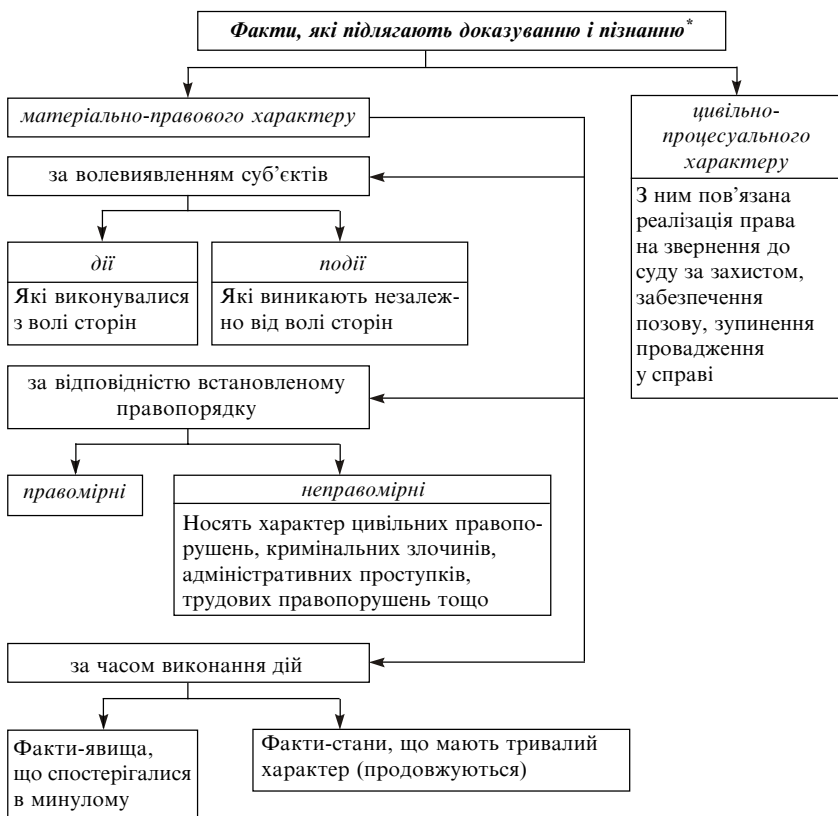 Факти, які підлягають доказуванню і пізнанню*
матеріально-правового характеру
цивільно-
процесуального
характеру
З ним пов’язана
реалізація права
на звернення до
суду за захистом,
забезпечення
позову, зупинення
провадження
у справі
за волевиявленням суб’єктів
дії
Які виконувалися
з волі сторін
події
Які виникають незалеж-
но від волі сторін
за відповідністю встановленому
правопорядку
правомірні
неправомірні
Носять характер цивільних правопо-
рушень, кримінальних злочинів,
адміністративних проступків,
трудових правопорушень тощо
за часом виконання дій
Факти-явища,
що спостерігалися
в минулому
Факти-стани, що мають тривалий
характер (продовжуються)